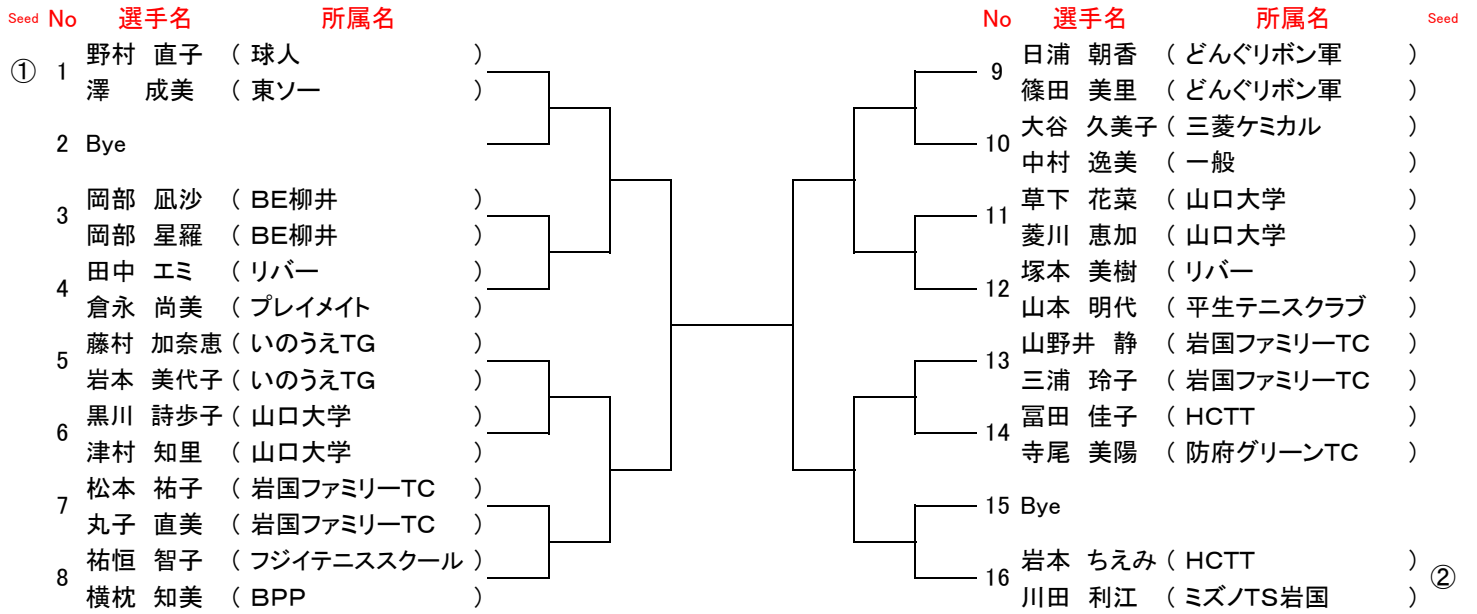 Seed No 選手名 所属名
① 1 野村 直子 ( 球人 )
澤 成美 ( 東ソー )
2 Bye
3 岡部 凪沙 ( BE柳井 )
岡部 星羅 ( BE柳井 )
4 田中 エミ ( リバー )
倉永 尚美 ( プレイメイト )
5 藤村 加奈恵 ( いのうえTG )
岩本 美代子 ( いのうえTG )
6 黒川 詩歩子 ( 山口大学 )
津村 知里 ( 山口大学 )
7 松本 祐子 ( 岩国ファミリーTC )
丸子 直美 ( 岩国ファミリーTC )
8 祐恒 智子 ( フジイテニススクール )
横枕 知美 ( BPP )
No 選手名 所属名 Seed
9 日浦 朝香 ( どんぐリボン軍 )
篠田 美里 ( どんぐリボン軍 )
10 大谷 久美子 ( 三菱ケミカル )
中村 逸美 ( 一般 )
11 草下 花菜 ( 山口大学 )
菱川 恵加 ( 山口大学 )
12 塚本 美樹 ( リバー )
山本 明代 ( 平生テニスクラブ )
13 山野井 静 ( 岩国ファミリーTC )
三浦 玲子 ( 岩国ファミリーTC )
14 冨田 佳子 ( HCTT )
寺尾 美陽 ( 防府グリーンTC )
15 Bye
16 岩本 ちえみ ( HCTT ) ②
川田 利江 ( ミズノTS岩国 )